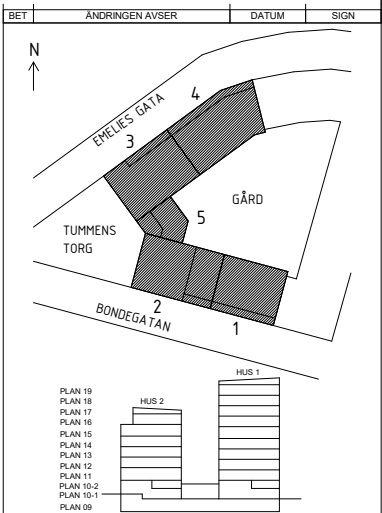 BET ÄNDRINGEN AVSER DATUM SIGN
N
EMELIES GATA
4
3
GÅRD
5
TUMMENS
TORG
2
BONDEGATAN
1
HUS 1
HUS 2
PLAN 19
PLAN 18
PLAN 17
PLAN 16
PLAN 15
PLAN 14
PLAN 13
PLAN 12
PLAN 11
PLAN 10-2
PLAN 10-1
PLAN 09